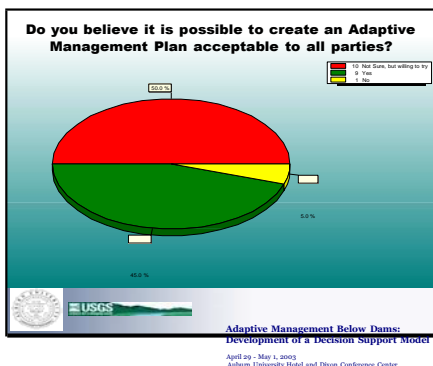 Do you believe it is possible to create an Adaptive
Management Plan acceptable to all parties?
10 Not Sure, but willing to try
9 Yes
1 No
50.0 %
5.0 %
45.0 %
USGS
Adaptive Management Below Dams:
Development of a Decision Support Model
April 29 - May 1, 2003
Auburn University Hotel and Dixon Conference Center